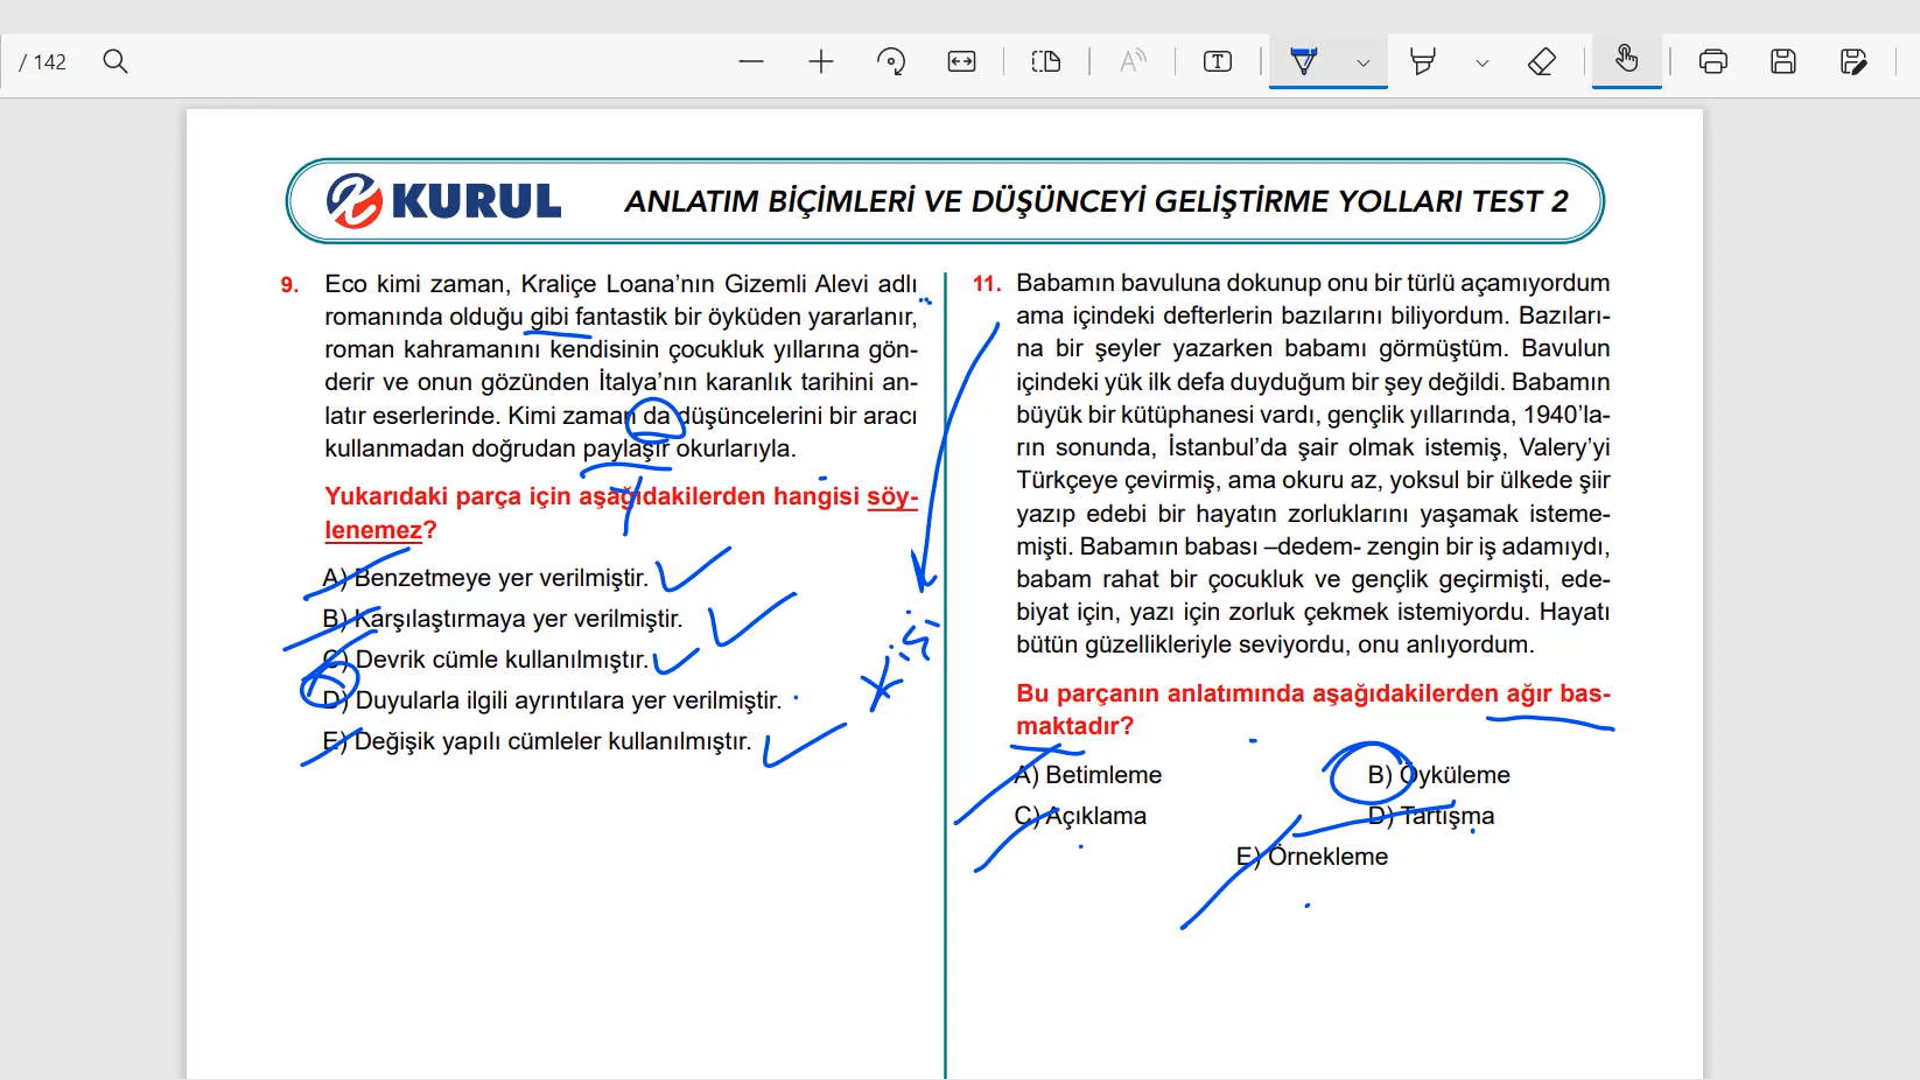 / 142
KURUL
ANLATIM BİÇİMLERİ VE DÜŞÜNCEYİ GELİŞTİRME YOLLARI TEST 2
9. Eco kimi zaman, Kraliçe Loana’nın Gizemli Alevi adlı
romanında olduğu gibi fantastik bir öyküden yararlanır,
roman kahramanını kendisinin çocukluk yıllarına gön-
derir ve onun gözünden İtalya’nın karanlık tarihini an-
latır eserlerinde. Kimi zaman da düşüncelerini bir aracı
kullanmadan doğrudan paylaşır okurlarıyla.
Yukarıdaki parça için aşağıdakilerden hangisi söy-
lenemez?
A) Benzetmeye yer verilmiştir.
B) Karşılaştırmaya yer verilmiştir.
C) Devrik cümle kullanılmıştır.
D) Duyularla ilgili ayrıntılara yer verilmiştir.
E) Değişik yapılı cümleler kullanılmıştır.
11. Babamın bavuluna dokunup onu bir türlü açamıyordum
ama içindeki defterlerin bazılarını biliyordum. Bazıları-
na bir şeyler yazarken babamı görmüştüm. Bavulun
içindeki yük ilk defa duyduğum bir şey değildi. Babamın
büyük bir kütüphanesi vardı, gençlik yıllarında, 1940’la-
rın sonunda, İstanbul’da şair olmak istemiş, Valery’yi
Türkçeye çevirmiş, ama okuru az, yoksul bir ülkede şiir
yazıp edebi bir hayatın zorluklarını yaşamak isteme-
mişti. Babamın babası –dedem- zengin bir iş adamıydı,
babam rahat bir çocukluk ve gençlik geçirmişti, ede-
biyat için, yazı için zorluk çekmek istemiyordu. Hayatı
bütün güzellikleriyle seviyordu, onu anlıyordum.
Bu parçanın anlatımında aşağıdakilerden ağır bas-
maktadır?
A) Betimleme
B) Öyküleme
C) Açıklama
D) Tartışma
E) Örnekleme